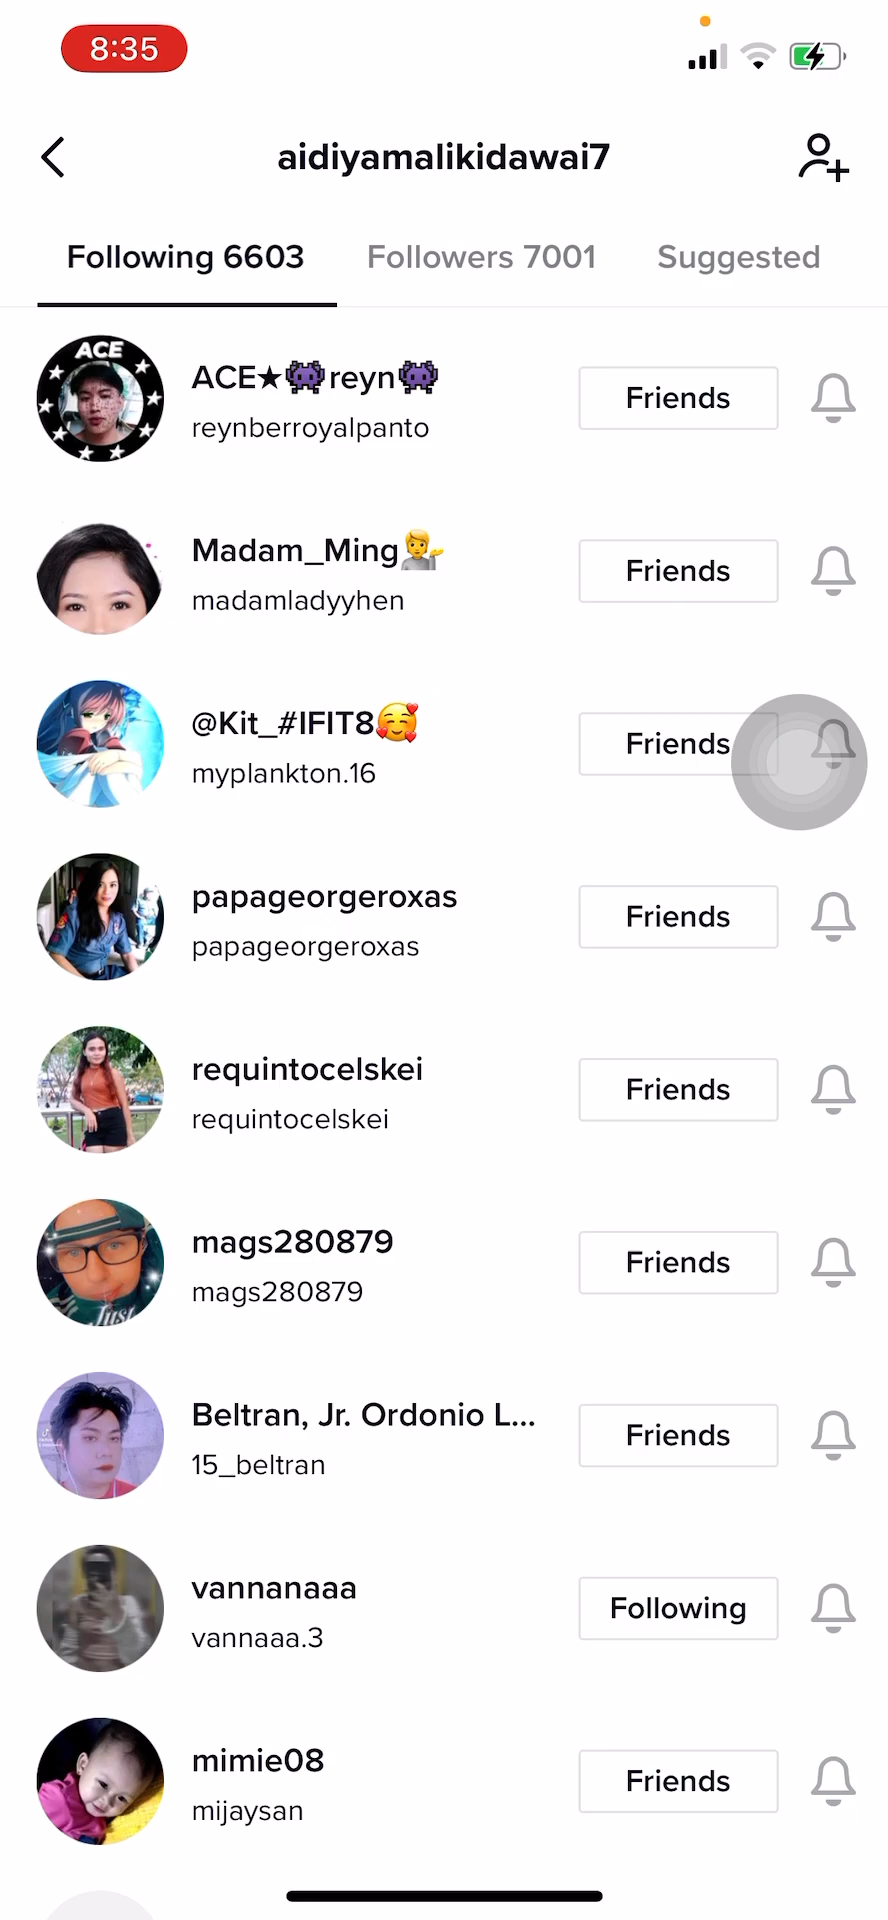 8:35
aidiyamalikidawai7
Following 6603 Followers 7001 Suggested
ACE
ACE★👾reyn👾
reynberroyalpanto
Friends
Madam_Ming💁
madamladyyhen
Friends
@Kit_#IFIT8🥰
myplankton.16
Friends
papageorgeroxas
papageorgeroxas
Friends
requintocelskei
requintocelskei
Friends
mags280879
mags280879
Friends
Just
Beltran, Jr. Ordonio L...
15_beltran
Friends
vannanaaa
vannaaa.3
Following
mimie08
mijaysan
Friends